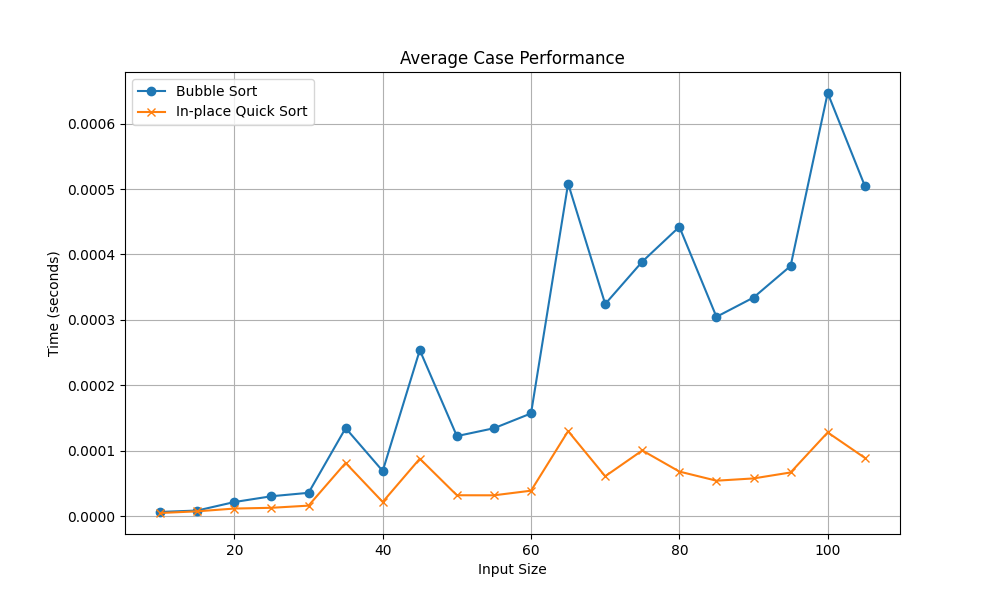 Average Case Performance
Bubble Sort
In-place Quick Sort
0.0006
0.0005
0.0004
0.0003
0.0002
0.0001
0.0000
Time (seconds)
20 40 60 80 100
Input Size